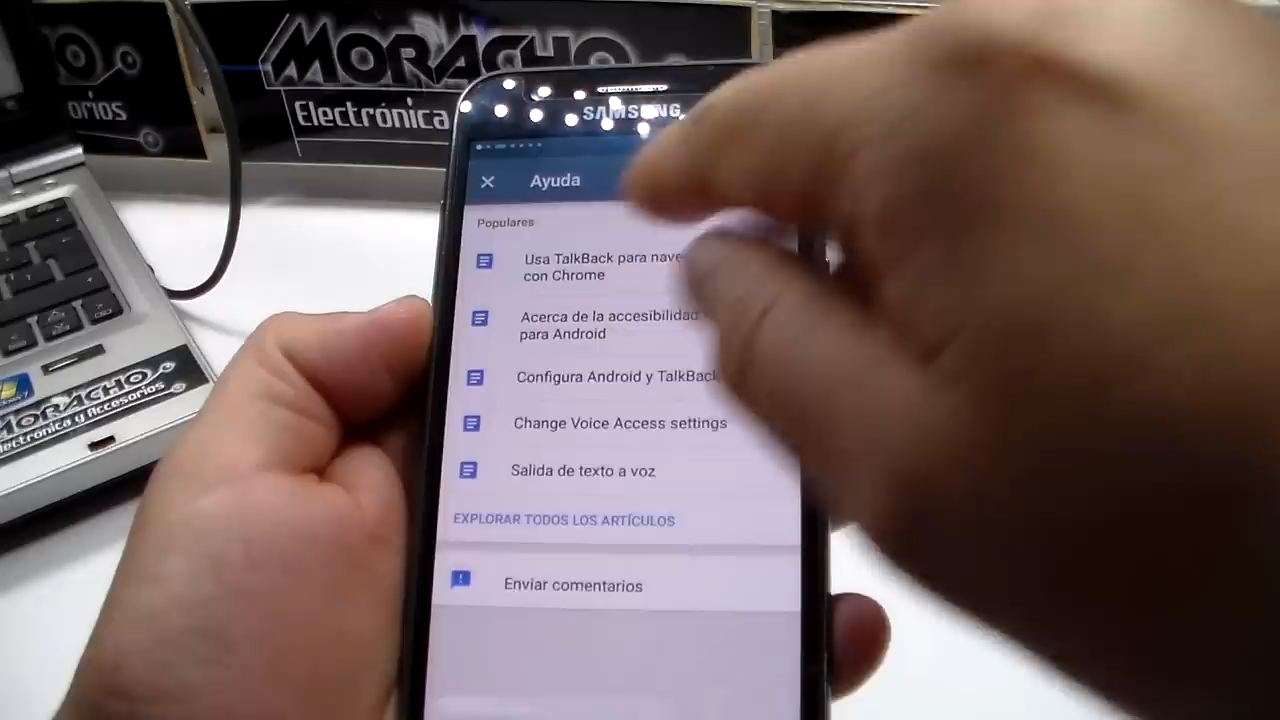 MORACHO
orios
Electrónica
SAMSUNG
Ayuda
Populares
Usa TalkBack para
con Chrome
Acerca de la accesibilidad
para Android
Configura Android y TalkBack
Change Voice Access settings
Salida de texto a voz
EXPLORAR TODOS LOS ARTÍCULOS
Enviar comentarios
MORACHO
Electrónica y Accesorios